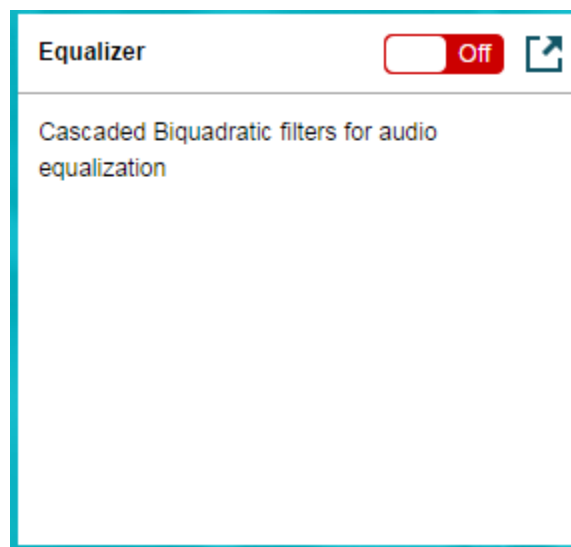 Equalizer
Off
Cascaded Biquadratic filters for audio
equalization